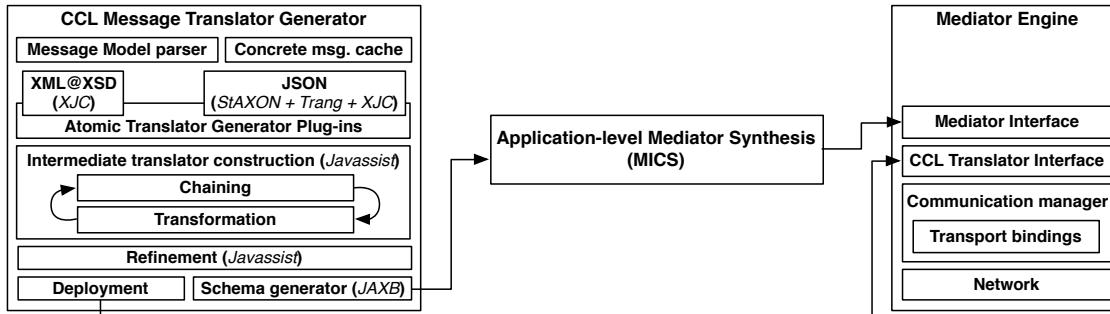 CCL Message Translator Generator
Message Model parser
Concrete msg. cache
XML@XSD
(XJC)
JSON
(StAXON + Trang + XJC)
Atomic Translator Generator Plug-ins
Intermediate translator construction (Javassist)
Chaining
Transformation
Refinement (Javassist)
Deployment
Schema generator (JAXB)
Application-level Mediator Synthesis
(MICS)
Mediator Engine
Mediator Interface
CCL Translator Interface
Communication manager
Transport bindings
Network